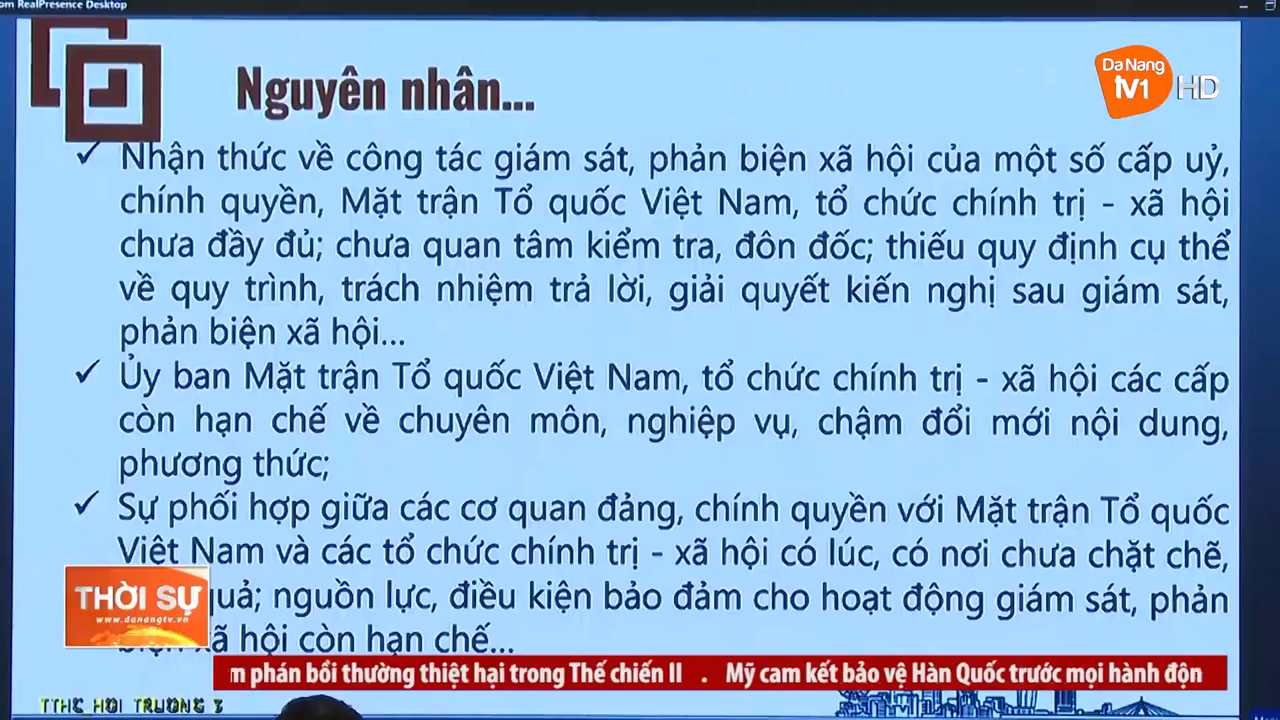 om RealPresence Desktop
Nguyên nhân...
Da Nang
TV1 HD
Nhận thức về công tác giám sát, phản biện xã hội của một số cấp uỷ,
chính quyền, Mặt trận Tổ quốc Việt Nam, tổ chức chính trị - xã hội
chưa đầy đủ; chưa quan tâm kiểm tra, đôn đốc; thiếu quy định cụ thể
về quy trình, trách nhiệm trả lời, giải quyết kiến nghị sau giám sát,
phản biện xã hội...
Ủy ban Mặt trận Tổ quốc Việt Nam, tổ chức chính trị - xã hội các cấp
còn hạn chế về chuyên môn, nghiệp vụ, chậm đổi mới nội dung,
phương thức;
Sự phối hợp giữa các cơ quan đảng, chính quyền với Mặt trận Tổ quốc
Việt Nam và các tổ chức chính trị - xã hội có lúc, có nơi chưa chặt chẽ,
quả; nguồn lực, điều kiện bảo đảm cho hoạt động giám sát, phản
xã hội còn hạn chế...
THỜI SỰ
www.danangtv.vn
m phán bồi thường thiệt hại trong Thế chiến II . Mỹ cam kết bảo vệ Hàn Quốc trước mọi hành độn
TTHC_HOI TRUONG 3